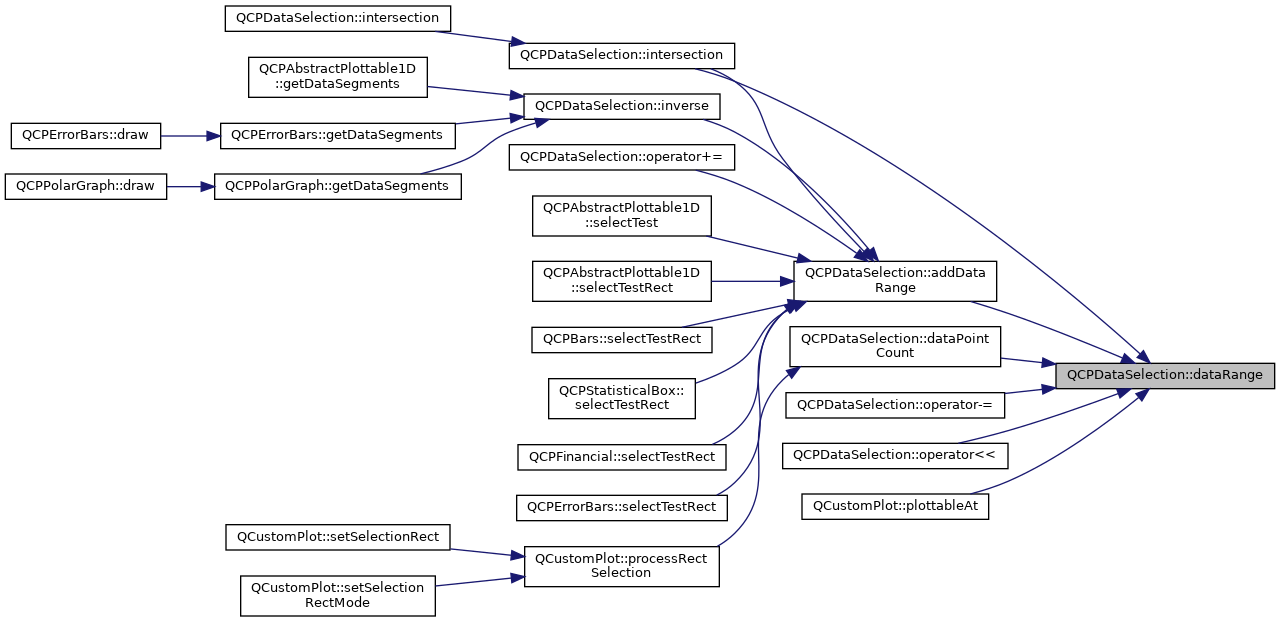 QCPDataSelection::intersection
QCPDataSelection::intersection
QCPAbstractPlottable1D
::getDataSegments
QCPDataSelection::inverse
QCPErrorBars::draw
QCPErrorBars::getDataSegments
QCPDataSelection::operator+=
QCPPolarGraph::draw
QCPPolarGraph::getDataSegments
QCPAbstractPlottable1D
::selectTest
QCPAbstractPlottable1D
::selectTestRect
QCPDataSelection::addData
Range
QCPBars::selectTestRect
QCPDataSelection::dataPoint
Count
QCPDataSelection::dataRange
QCPStatisticalBox::
selectTestRect
QCPDataSelection::operator-=
QCPFinancial::selectTestRect
QCPDataSelection::operator<<
QCPErrorBars::selectTestRect
QCustomPlot::plottableAt
QCustomPlot::setSelectionRect
QCustomPlot::processRect
Selection
QCustomPlot::setSelection
RectMode